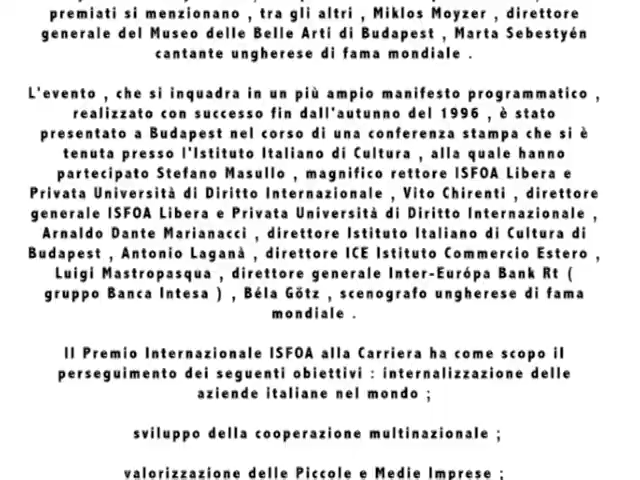 premiati si menzionano , tra gli altri , Miklos Moyzer , direttore
generale del Museo delle Belle Arti di Budapest , Marta Sebestyén
cantante ungherese di fama mondiale .
L'evento , che si inquadra in un più ampio manifesto programmatico ,
realizzato con successo fin dall'autunno del 1996 , è stato
presentato a Budapest nel corso di una conferenza stampa che si è
tenuta presso l'Istituto Italiano di Cultura , alla quale hanno
partecipato Stefano Masullo , magnifico rettore ISFOA Libera e
Privata Università di Diritto Internazionale , Vito Chirenti , direttore
generale ISFOA Libera e Privata Università di Diritto Internazionale ,
Arnaldo Dante Marianacci , direttore Istituto Italiano di Cultura di
Budapest , Antonio Laganà , direttore ICE Istituto Commercio Estero ,
Luigi Mastropasqua , direttore generale Inter-Európa Bank Rt (
gruppo Banca Intesa ) , Béla Götz , scenografo ungherese di fama
mondiale .
Il Premio Internazionale ISFOA alla Carriera ha come scopo il
perseguimento dei seguenti obiettivi : internalizzazione delle
aziende italiane nel mondo ;
sviluppo della cooperazione multinazionale ;
valorizzazione delle Piccole e Medie Imprese ;